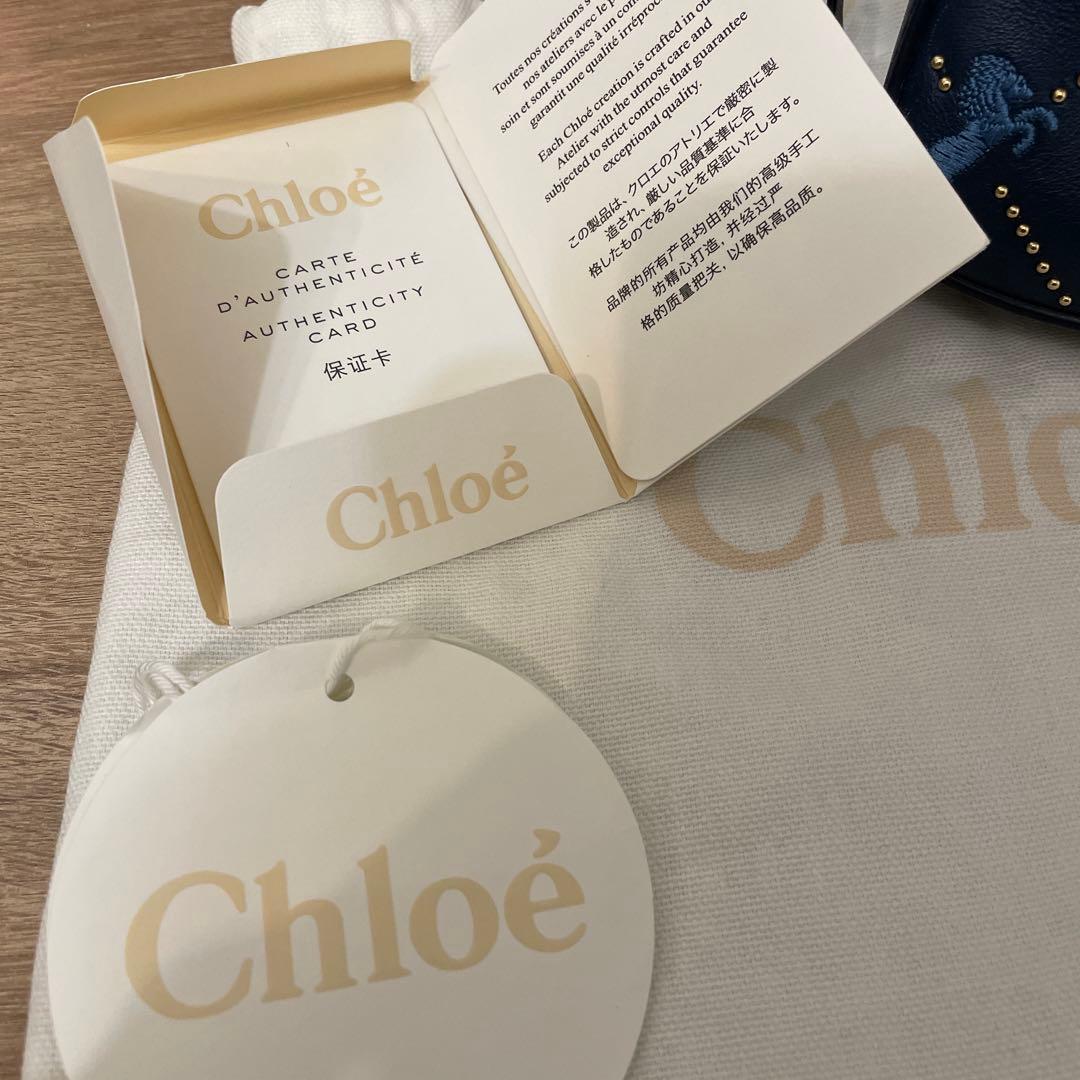 Toutes nos créations s
nos ateliers avec le p
soin et sont soumises à un con
garantit une qualité irréproc
Each Chloé creation is crafted in ou
Atelier with the utmost care and
subjected to strict controls that guarantee
exceptional quality.
この製品は、クロエのアトリエで厳密に製
造され、厳しい品質基準に合
格したものであることを保証いたします。
品牌的所有产品均由我们的高级手工
坊精心打造，并经过严
格的质量把关，以确保高品质。
Chloé
CARTE
D'AUTHENTICITÉ
AUTHENTICITY
CARD
保证卡
Chloé
Chlo
Chloé